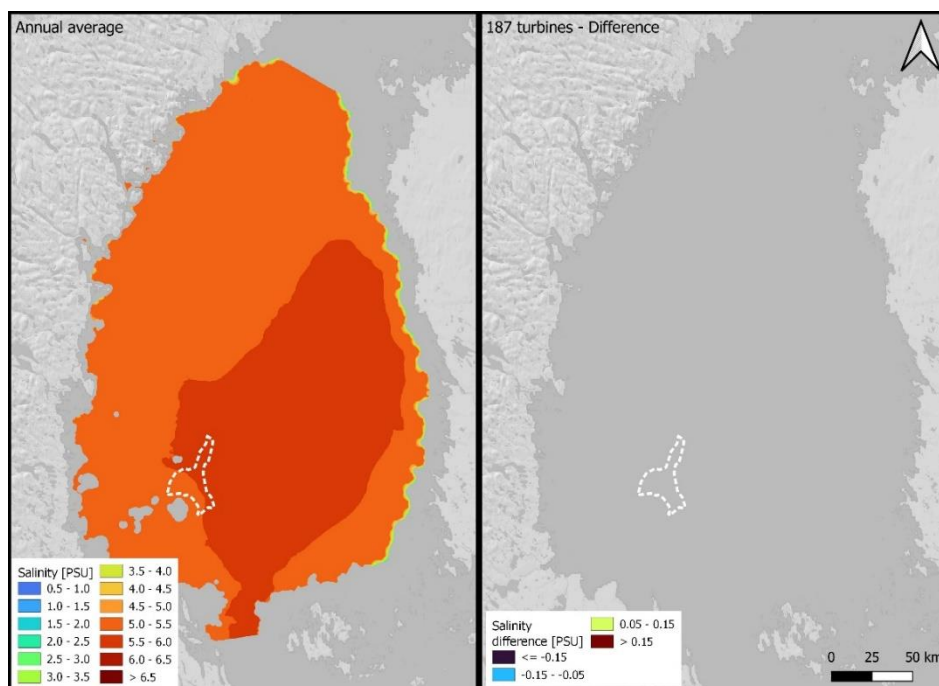 Annual average
Salinity [PSU]
0.5 - 1.0
1.0 - 1.5
1.5 - 2.0
2.0 - 2.5
2.5 - 3.0
3.0 - 3.5
3.5 - 4.0
4.0 - 4.5
4.5 - 5.0
5.0 - 5.5
5.5 - 6.0
6.0 - 6.5
> 6.5
187 turbines - Difference
Salinity
difference [PSU]
<= -0.15
-0.15 - -0.05
0.05 - 0.15
> 0.15
0 25 50 km